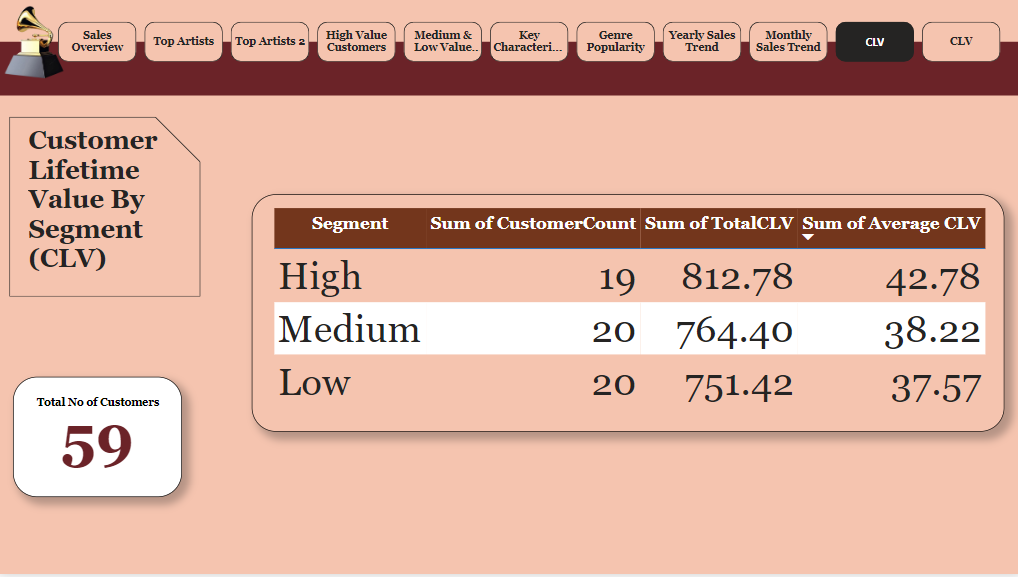 Sales
Overview
Top Artists
Top Artists 2
High Value
Customers
Medium &
Low Value..
Key
Characteri...
Genre
Popularity
Yearly Sales
Trend
Monthly
Sales Trend
CLV
CLV
Customer
Lifetime
Value By
Segment
(CLV)
Segment Sum of CustomerCount Sum of TotalCLV Sum of Average CLV
High 19 812.78 42.78
Medium 20 764.40 38.22
Low 20 751.42 37.57
Total No of Customers
59